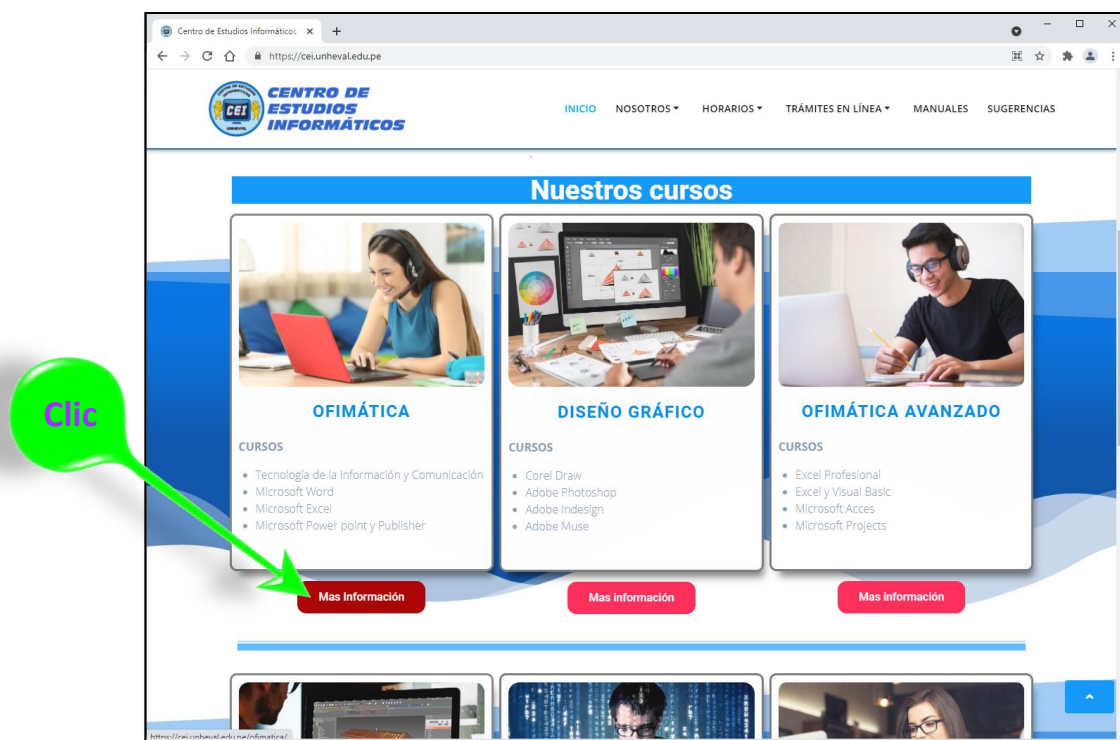 Centro de Estudios Informáticos
https://cei.unheval.edu.pe
CENTRO DE
ESTUDIOS
INFORMÁTICOS
CEI
UNHEVAL
INICIO NOSOTROS HORARIOS TRÁMITES EN LÍNEA MANUALES SUGERENCIAS
Nuestros cursos
OFIMÁTICA
CURSOS
Tecnología de la Información y Comunicación
Microsoft Word
Microsoft Excel
Microsoft Power point y Publisher
Mas Información
DISEÑO GRÁFICO
CURSOS
Corel Draw
Adobe Photoshop
Adobe Indesign
Adobe Muse
Mas información
OFIMÁTICA AVANZADO
CURSOS
Excel Profesional
Excel y Visual Basic
Microsoft Acces
Microsoft Projects
Mas información
Clic
https://cei.unheval.edu.pe/ofimatica/